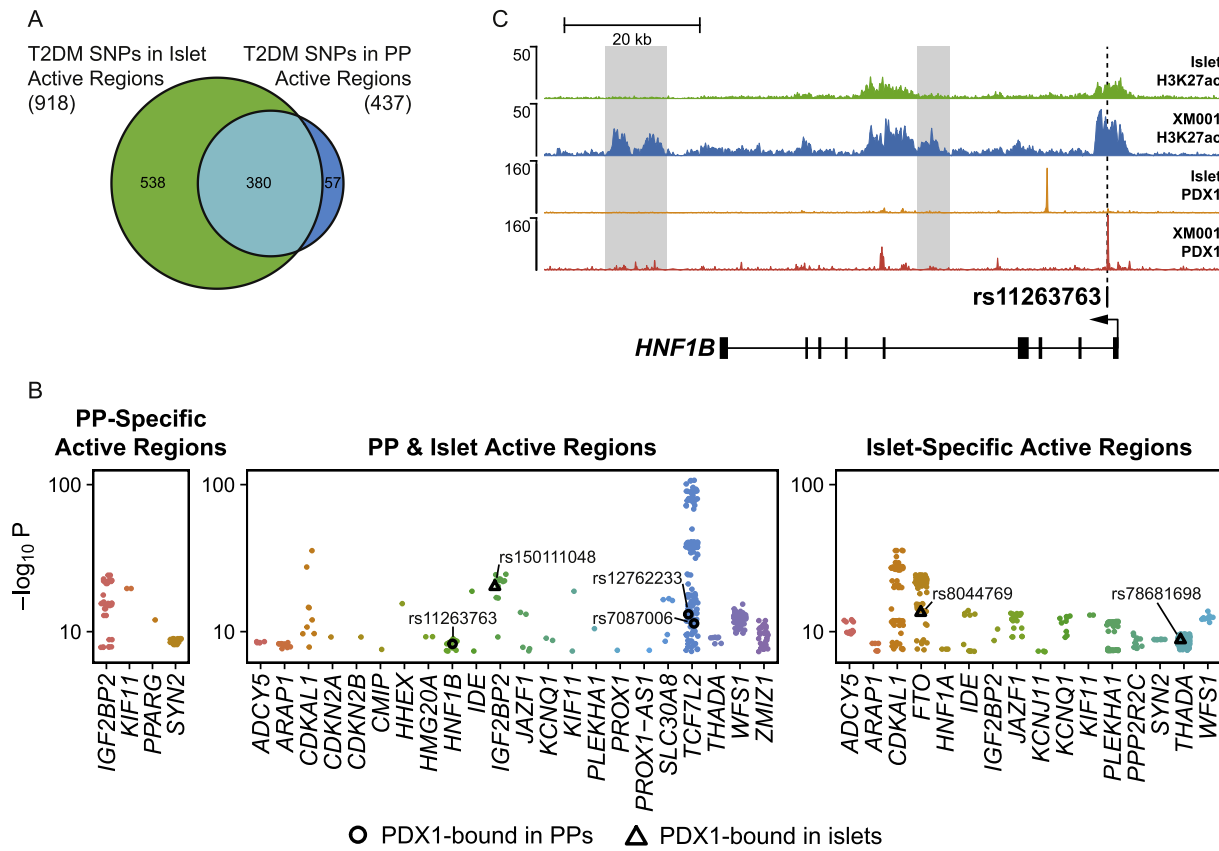 A
T2DM SNPs in Islet
Active Regions
(918)
T2DM SNPs in PP
Active Regions
(437)
538
380
57
C
20 kb
50
Islet
H3K27ac
50
XM001
H3K27ac
160
Islet
PDX1
160
XM001
PDX1
rs11263763
HNF1B
B
PP-Specific
Active Regions
PP & Islet Active Regions
Islet-Specific Active Regions
−log10 P
100
10
IGF2BP2
KIF11
PPARG
SYN2
rs11263763
rs150111048
rs12762233
rs7087006
ADCY5
ARAP1
CDKAL1
CDKN2A
CDKN2B
CMIP
HHEX
HMG20A
HNF1B
IDE
IGF2BP2
JAZF1
KCNQ1
KIF11
PLEKHA1
PROX1
PROX1−AS1
SLC30A8
TCF7L2
THADA
WFS1
ZMIZ1
100
10
rs8044769
rs78681698
ADCY5
ARAP1
CDKAL1
FTO
HNF1A
IDE
IGF2BP2
JAZF1
KCNJ11
KCNQ1
KIF11
PLEKHA1
PPP2R2C
SYN2
THADA
WFS1
PDX1-bound in PPs
PDX1-bound in islets